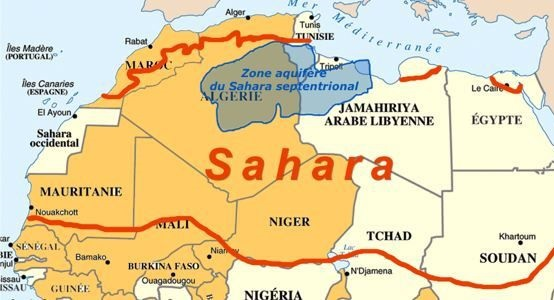 Alger
Tunis
TUNISIE
Mer Méditerranée
Îles Madère
(PORTUGAL)
Rabat
MAROC
Tripoli
Zone aquifère
du Sahara septentrional
ALGÉRIE
Îles Canaries
(ESPAGNE)
El Ayoun
Sahara
occidental
JAMAHIRIYA
ARABE LIBYENNE
Le Caire
ÉGYPTE
Sahara
MAURITANIE
Nouakchott
MALI
NIGER
TCHAD
Khartoum
SOUDAN
SÉNÉGAL
Bamako
Niamey
BURKINA FASO
Ouagadougou
Lac
N'Djamena
GUINÉE
NIGÉRIA